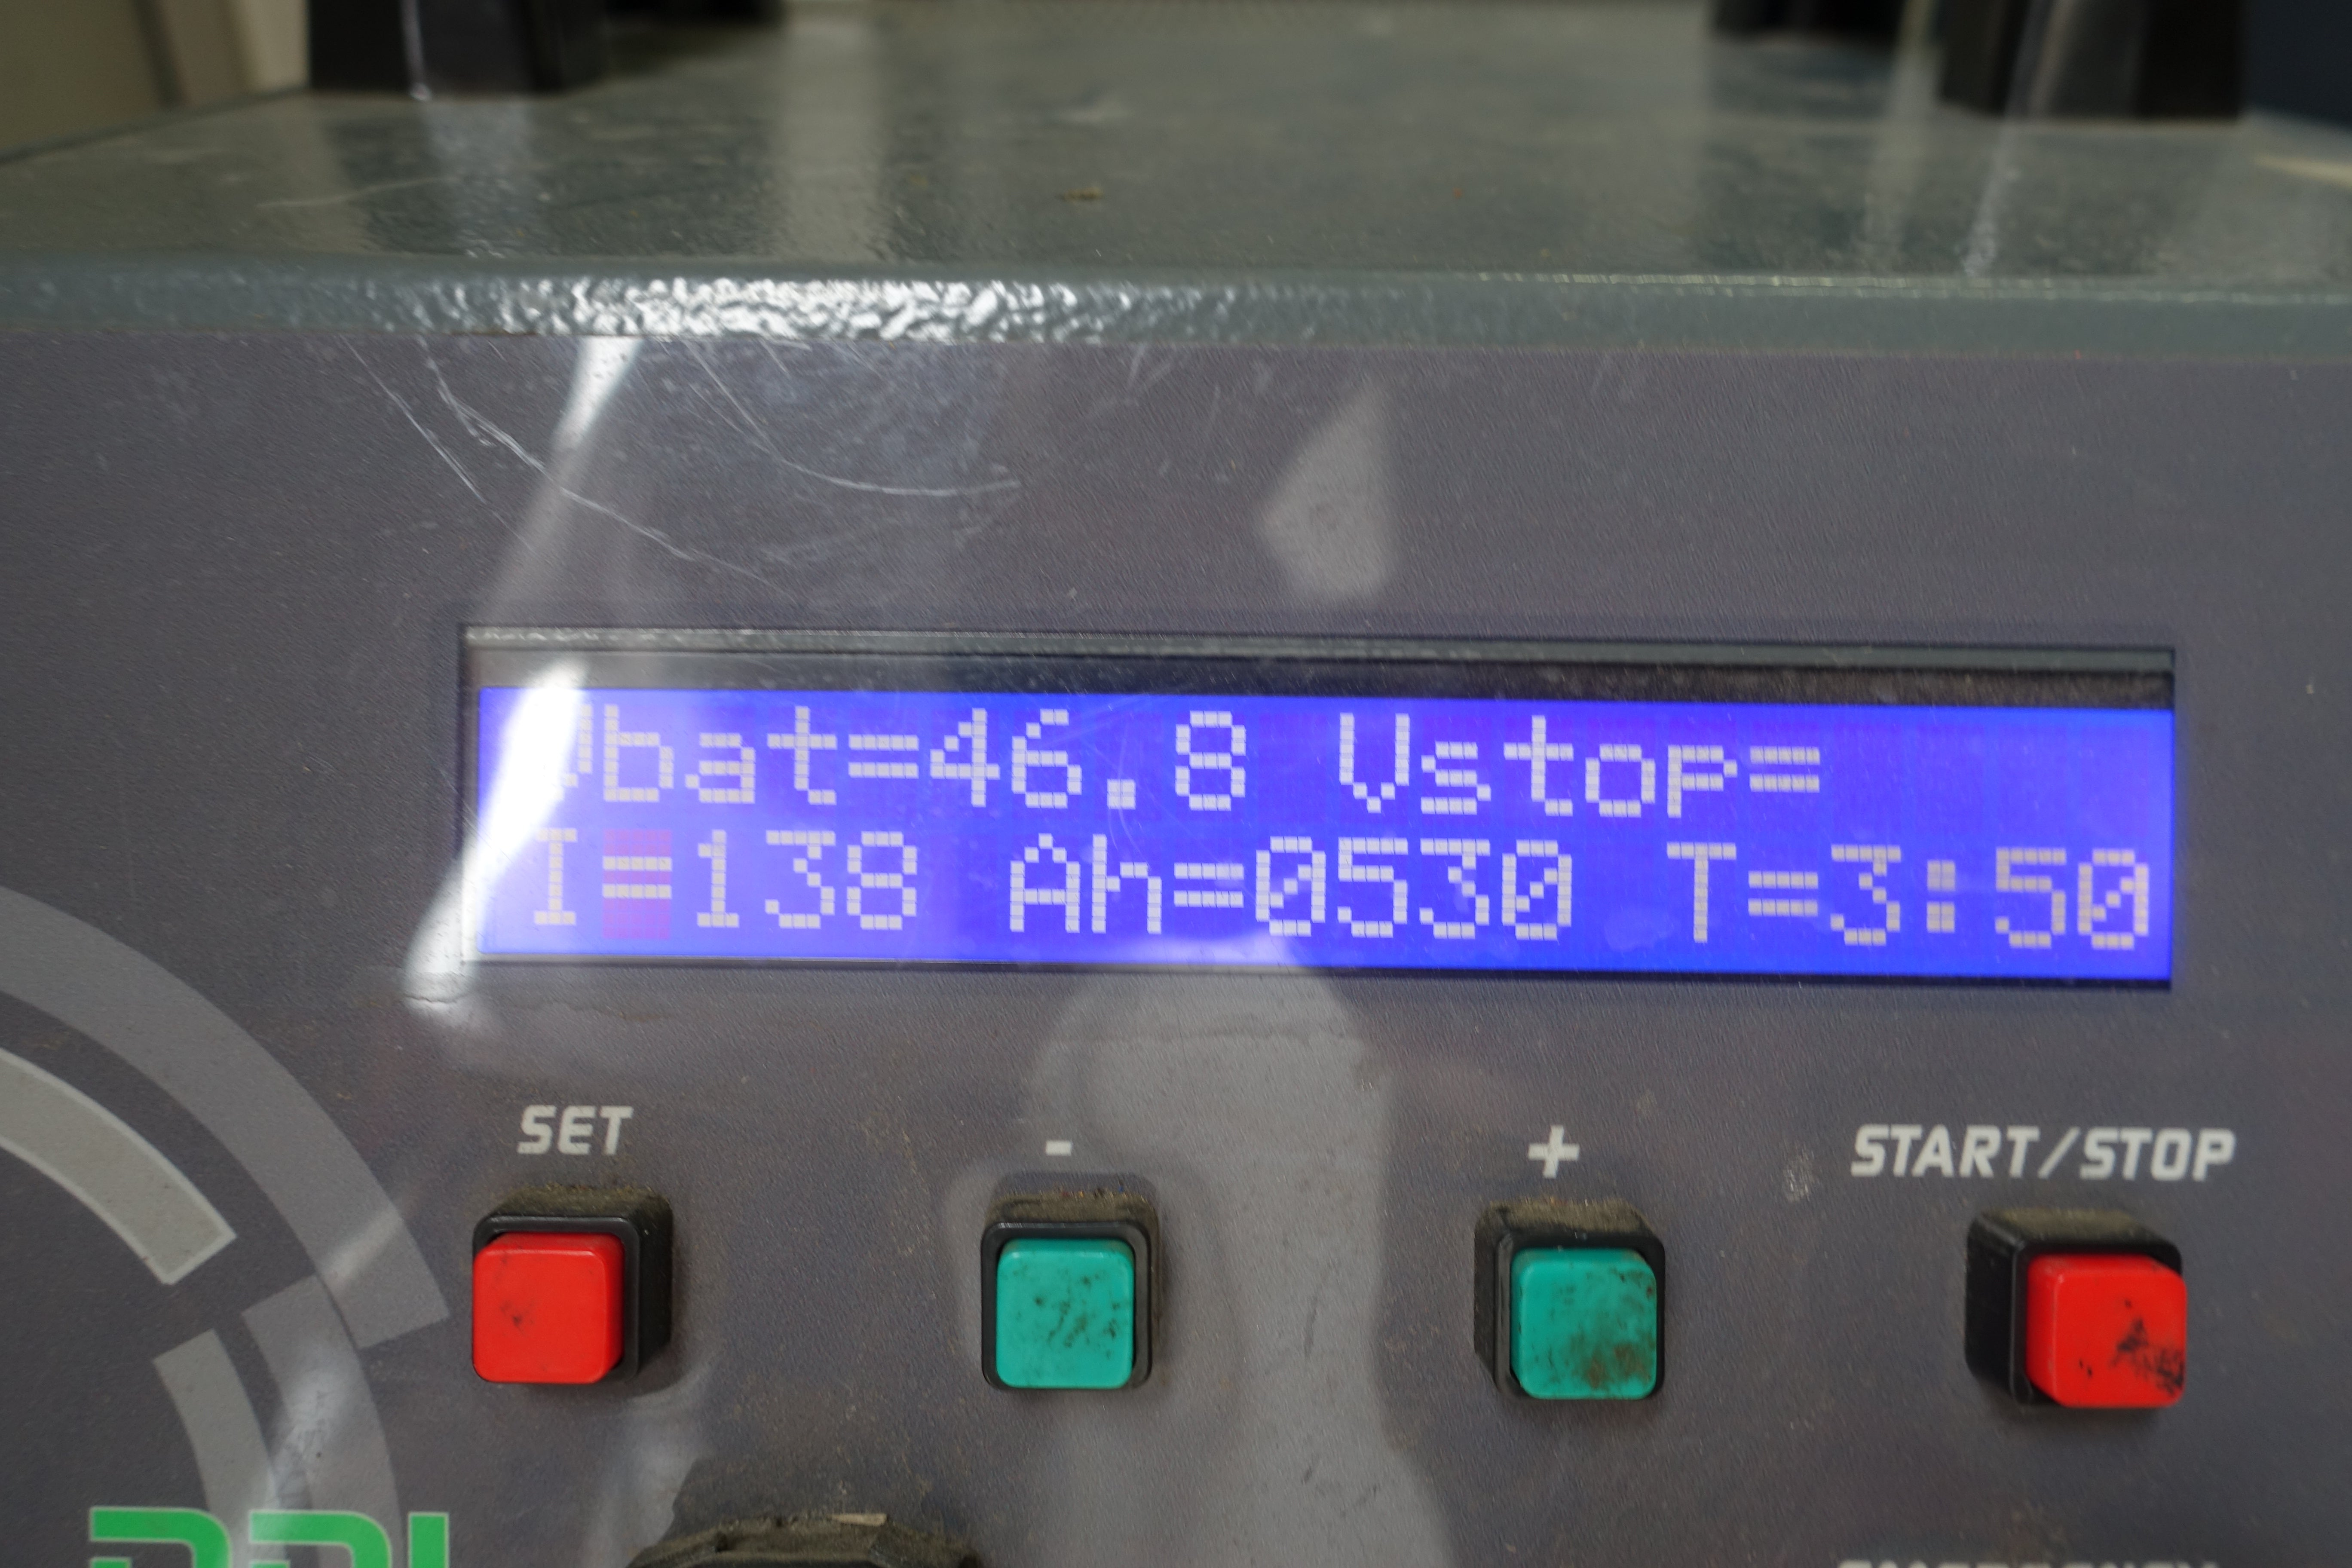 Vbat=46.8 Vstop=
I=138 Ah=0530 T=3:50
SET - + START/STOP